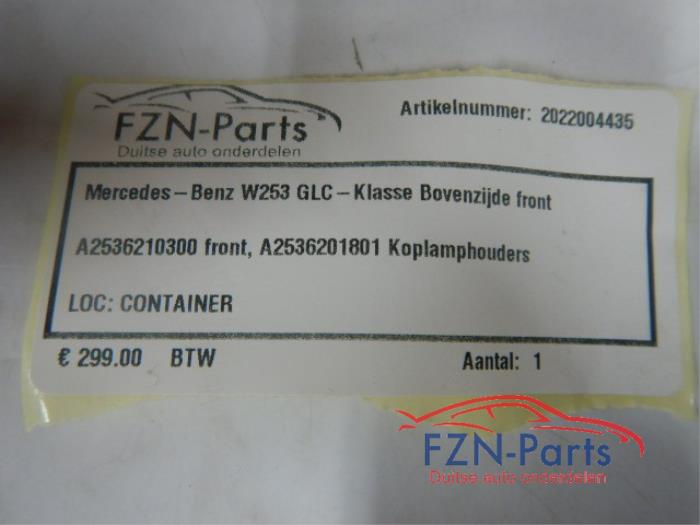 FZN-Parts
Duitse auto onderdelen
Artikelnummer: 2022004435
Mercedes-Benz W253 GLC-Klasse Bovenzijde front
A2536210300 front, A2536201801 Koplamphouders
LOC: CONTAINER
€ 299.00 BTW
Aantal: 1
FZN-Parts
Duitse auto onderdelen